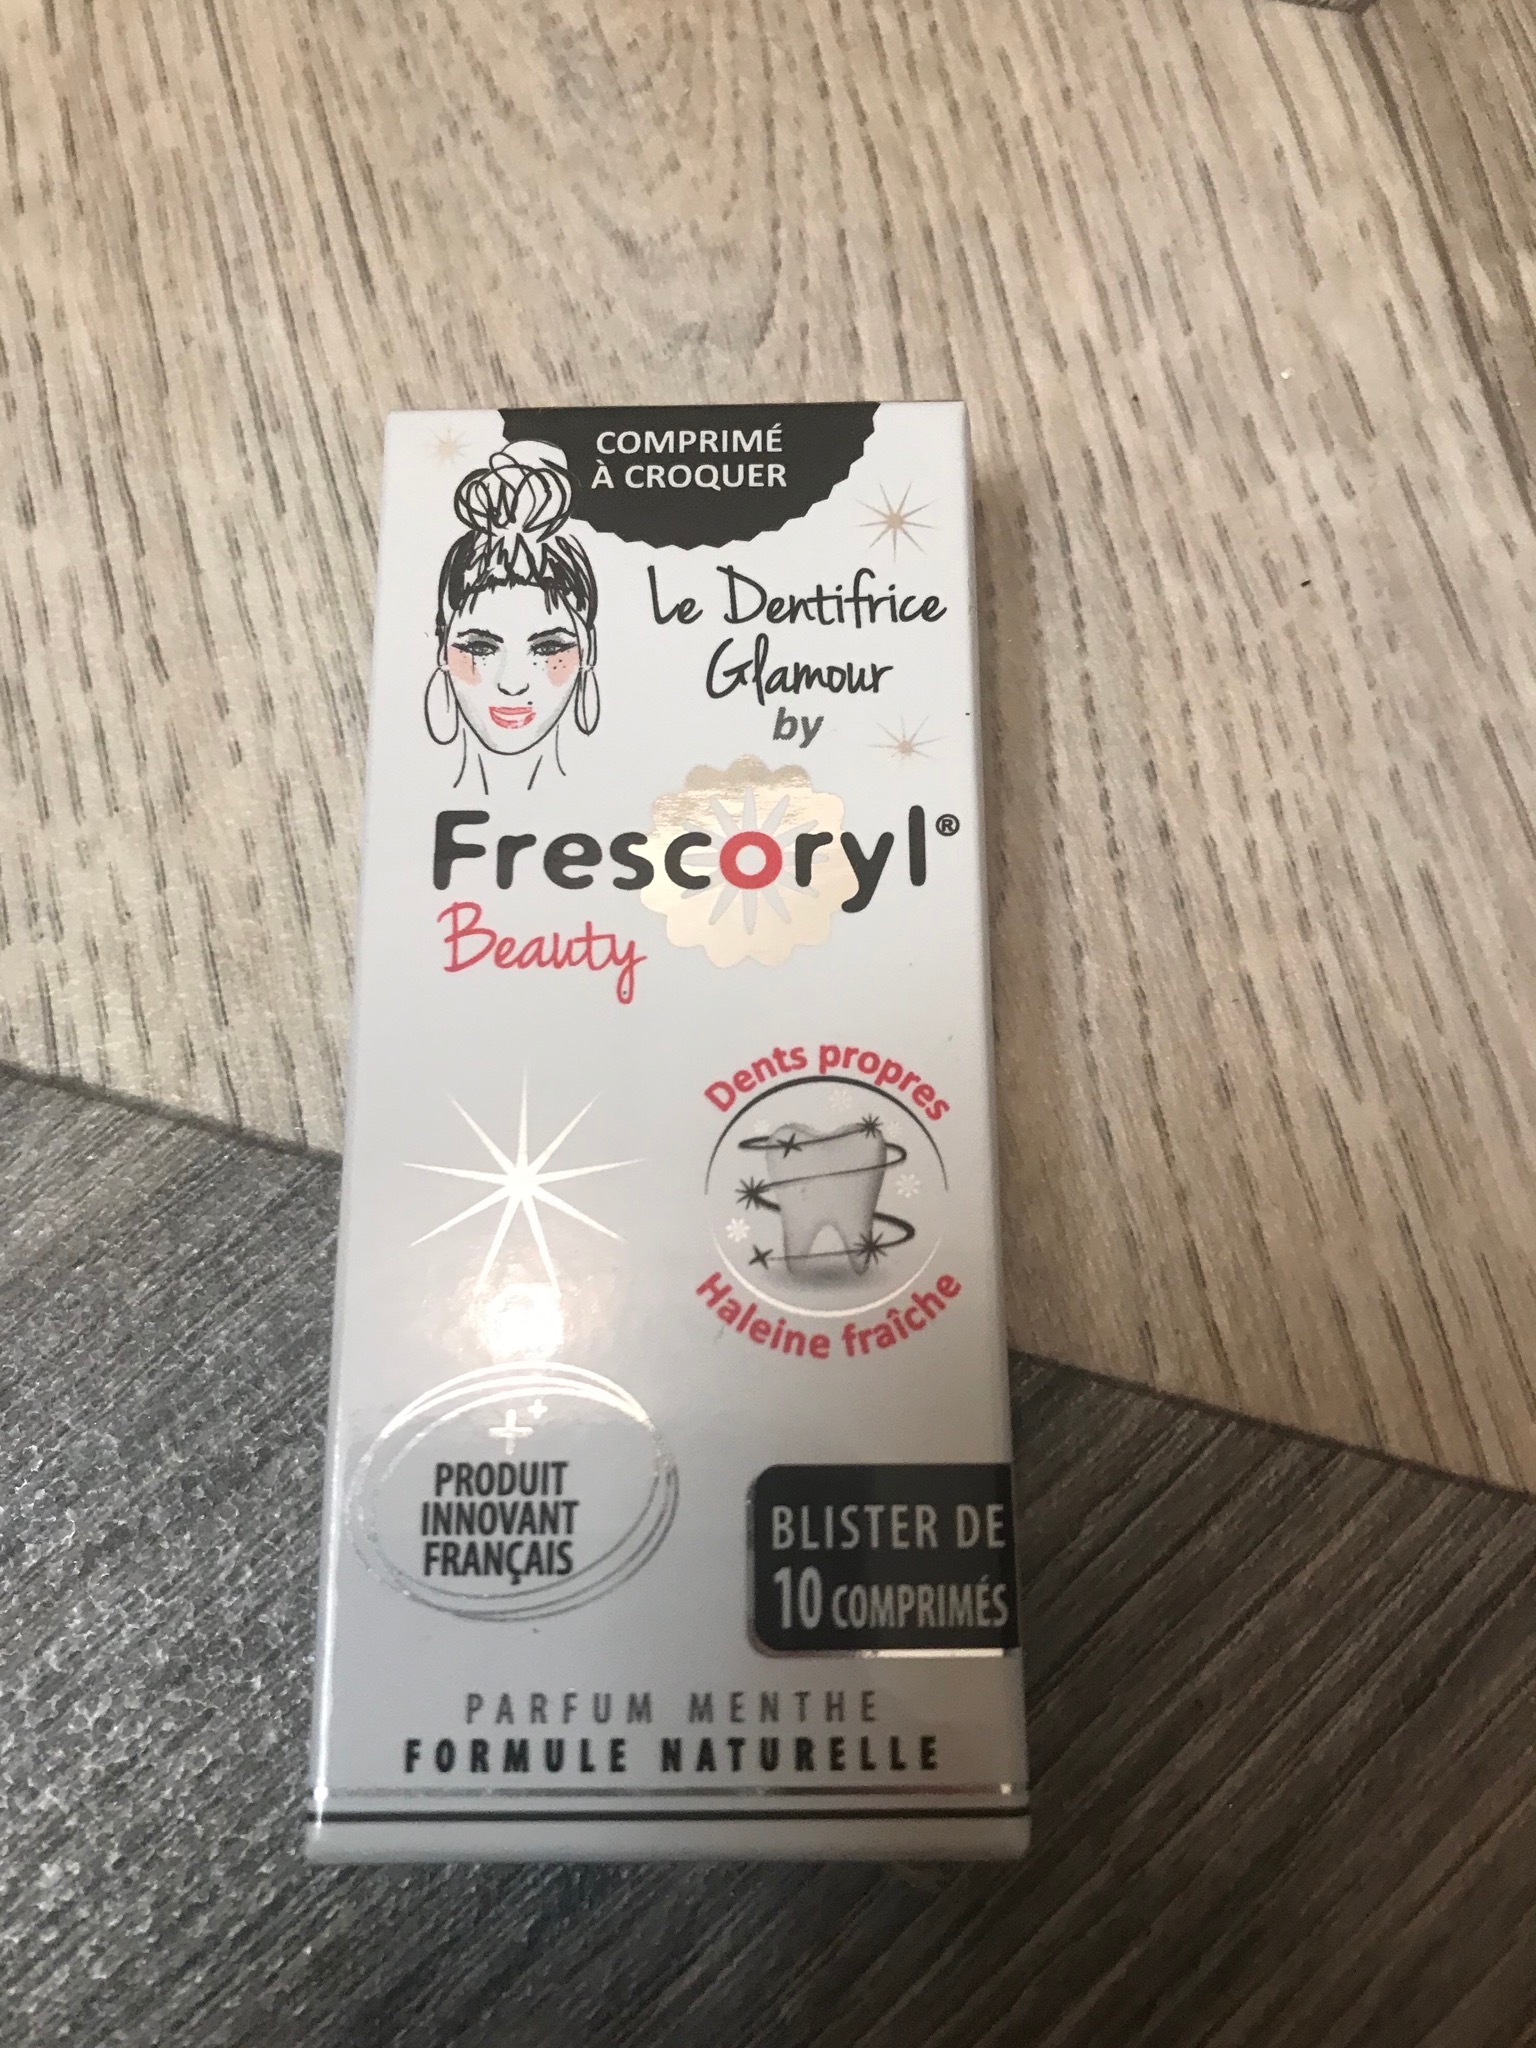 COMPRIMÉ
À CROQUER
Le Dentifrice
Glamour
by
Frescoryl®
Beauty
Dents propres
Haleine fraîche
PRODUIT
INNOVANT
FRANÇAIS
BLISTER DE
10 COMPRIMÉS
PARFUM MENTHE
FORMULE NATURELLE